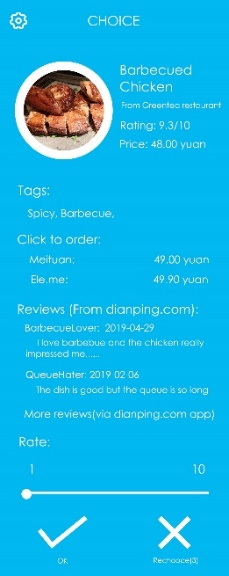 CHOICE
Barbecued
Chicken
From Greentea restaurant
Rating: 9.3/10
Price: 48.00 yuan
Tags:
Spicy, Barbecue,
Click to order:
Meituan: 49.00 yuan
Ele.me: 49.90 yuan
Reviews (From dianping.com):
BarbecueLover: 2019-04-29
I love barbebue and the chicken really
impressed me......
QueueHater: 2019 02 06
The dish is good but the queue is so long
More reviews(via dianping.com app)
Rate:
1 10
OK Rechoose(3)